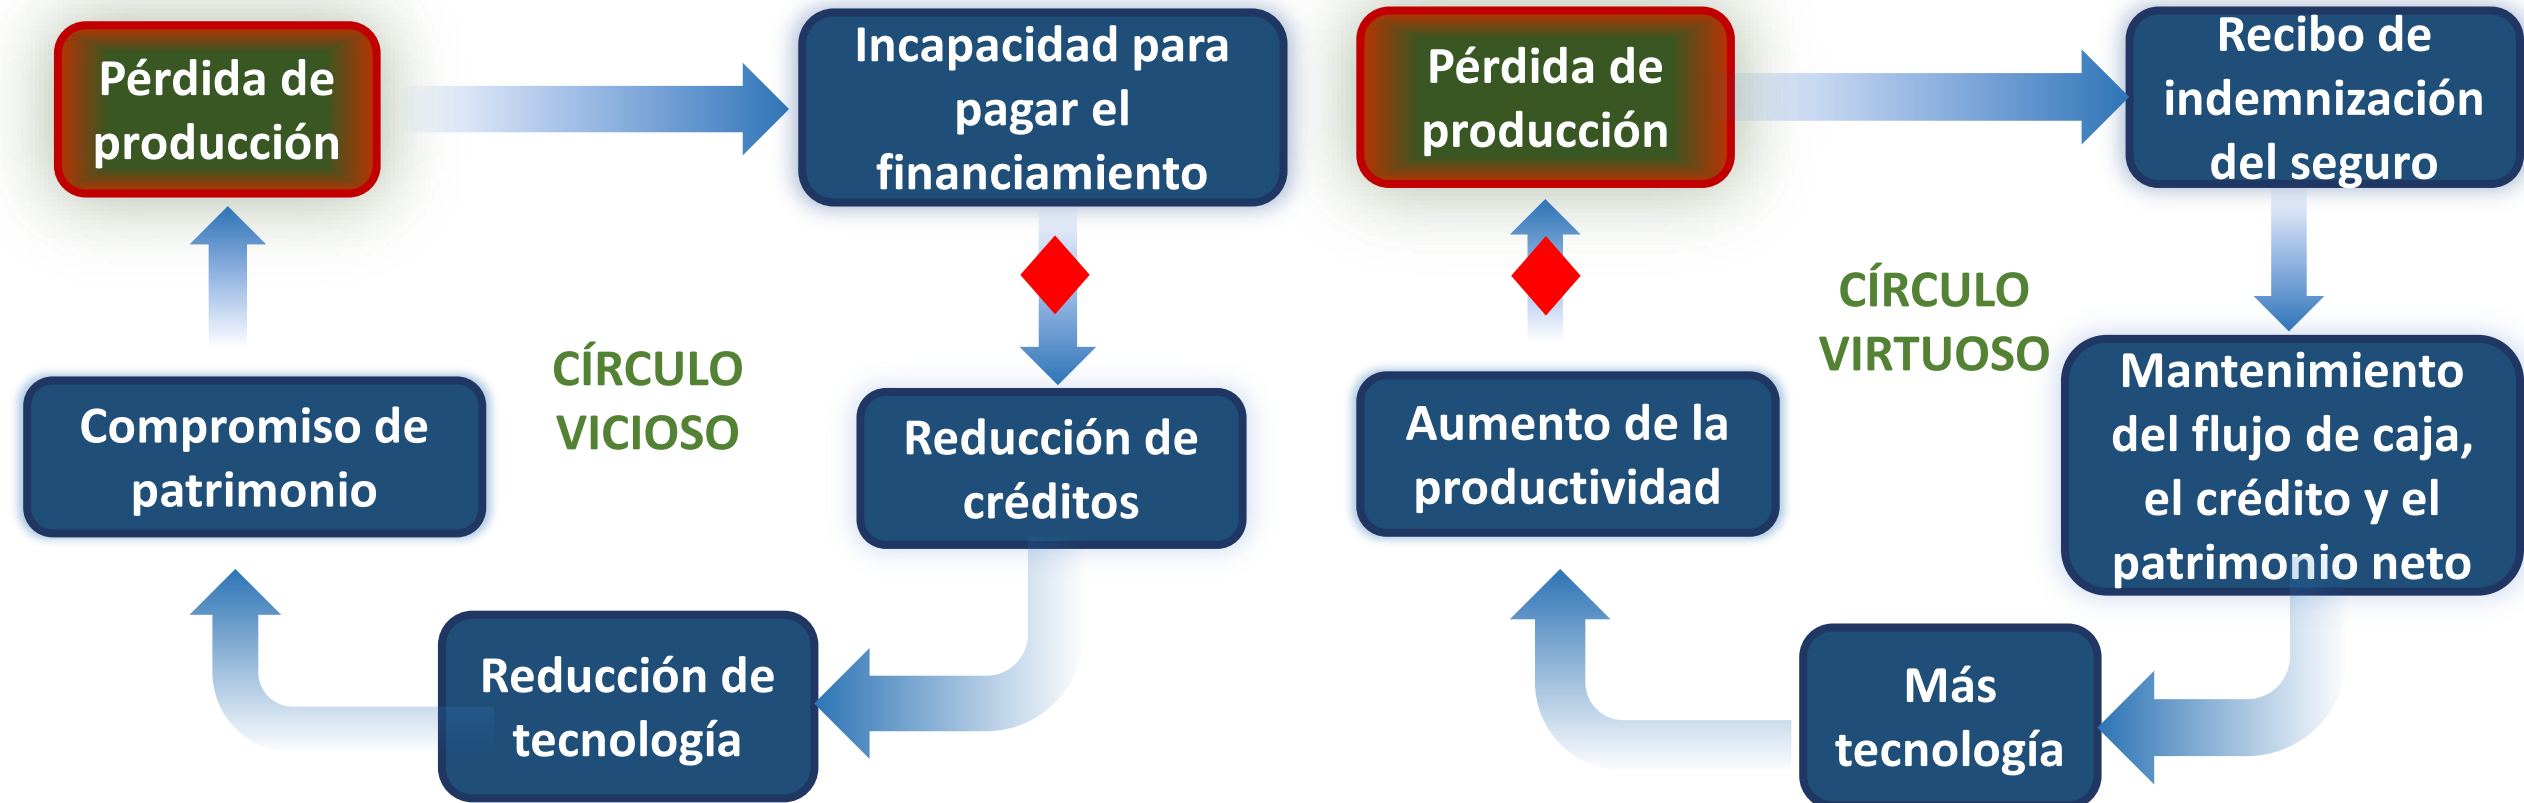 Pérdida de
producción
Incapacidad para
pagar el
financiamiento
Reducción de
créditos
Reducción de
tecnología
Compromiso de
patrimonio
CÍRCULO
VICIOSO
Pérdida de
producción
Recibo de
indemnización
del seguro
Mantenimiento
del flujo de caja,
el crédito y el
patrimonio neto
Más
tecnología
Aumento de la
productividad
CÍRCULO
VIRTUOSO